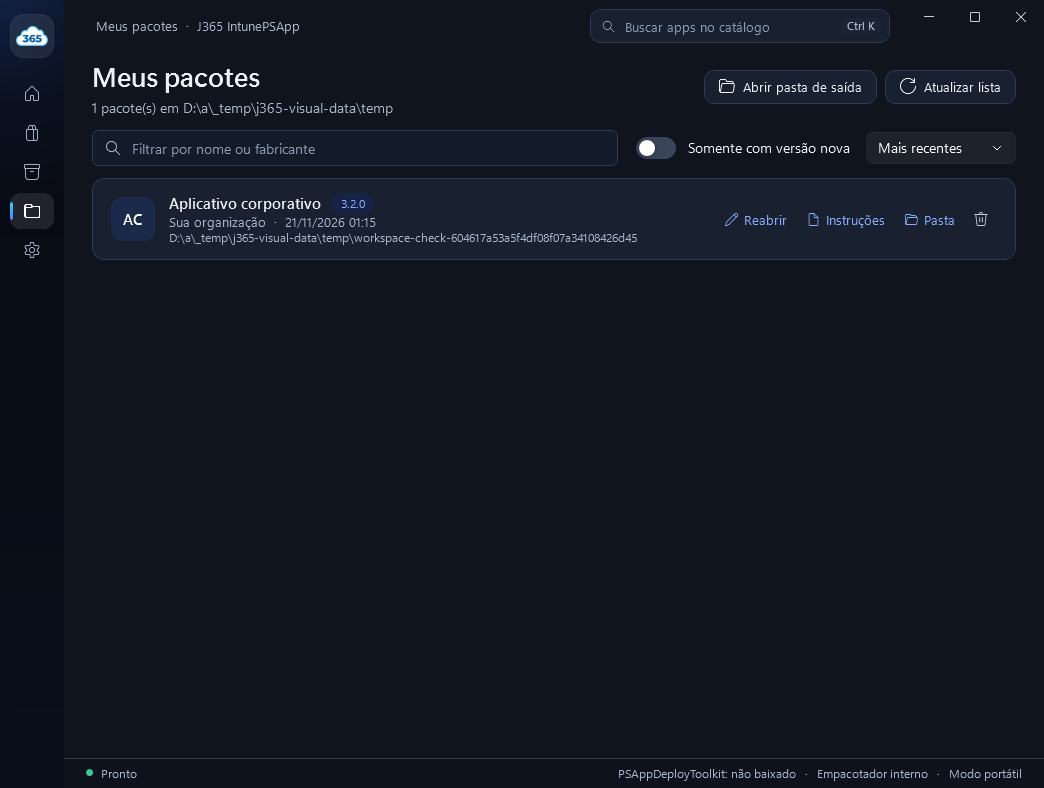 365
Meus pacotes · J365 IntunePSApp
Buscar apps no catálogo Ctrl K
Meus pacotes
1 pacote(s) em D:\a\_temp\j365-visual-data\temp
Abrir pasta de saída
Atualizar lista
Filtrar por nome ou fabricante
Somente com versão nova
Mais recentes
AC
Aplicativo corporativo 3.2.0
Sua organização · 21/11/2026 01:15
D:\a\_temp\j365-visual-data\temp\workspace-check-604617a53a5f4df08f07a34108426d45
Reabrir
Instruções
Pasta
Pronto
PSAppDeployToolkit: não baixado · Empacotador interno · Modo portátil